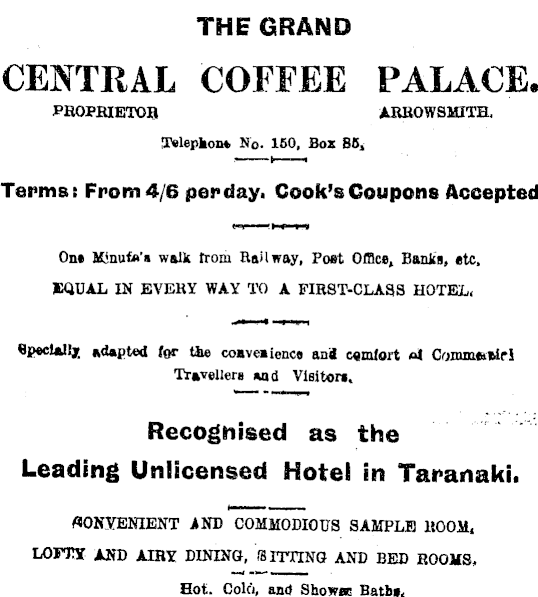 THE GRAND
CENTRAL COFFEE PALACE.
PROPRIETOR ARROWSMITH.
Telephone No. 150, Box 85,
Terms: From 4/6 per day. Cook's Coupons Accepted
One Minute's walk from Railway, Post Office, Banks, etc.
EQUAL IN EVERY WAY TO A FIRST-CLASS HOTEL.
Specially adapted for the convenience and comfort of Commercial
Travellers and Visitors.
Recognised as the
Leading Unlicensed Hotel in Taranaki.
CONVENIENT AND COMMODIOUS SAMPLE ROOM,
LOFTY AND AIRY DINING, SITTING AND BED ROOMS.
Hot, Cold, and Shower Baths.